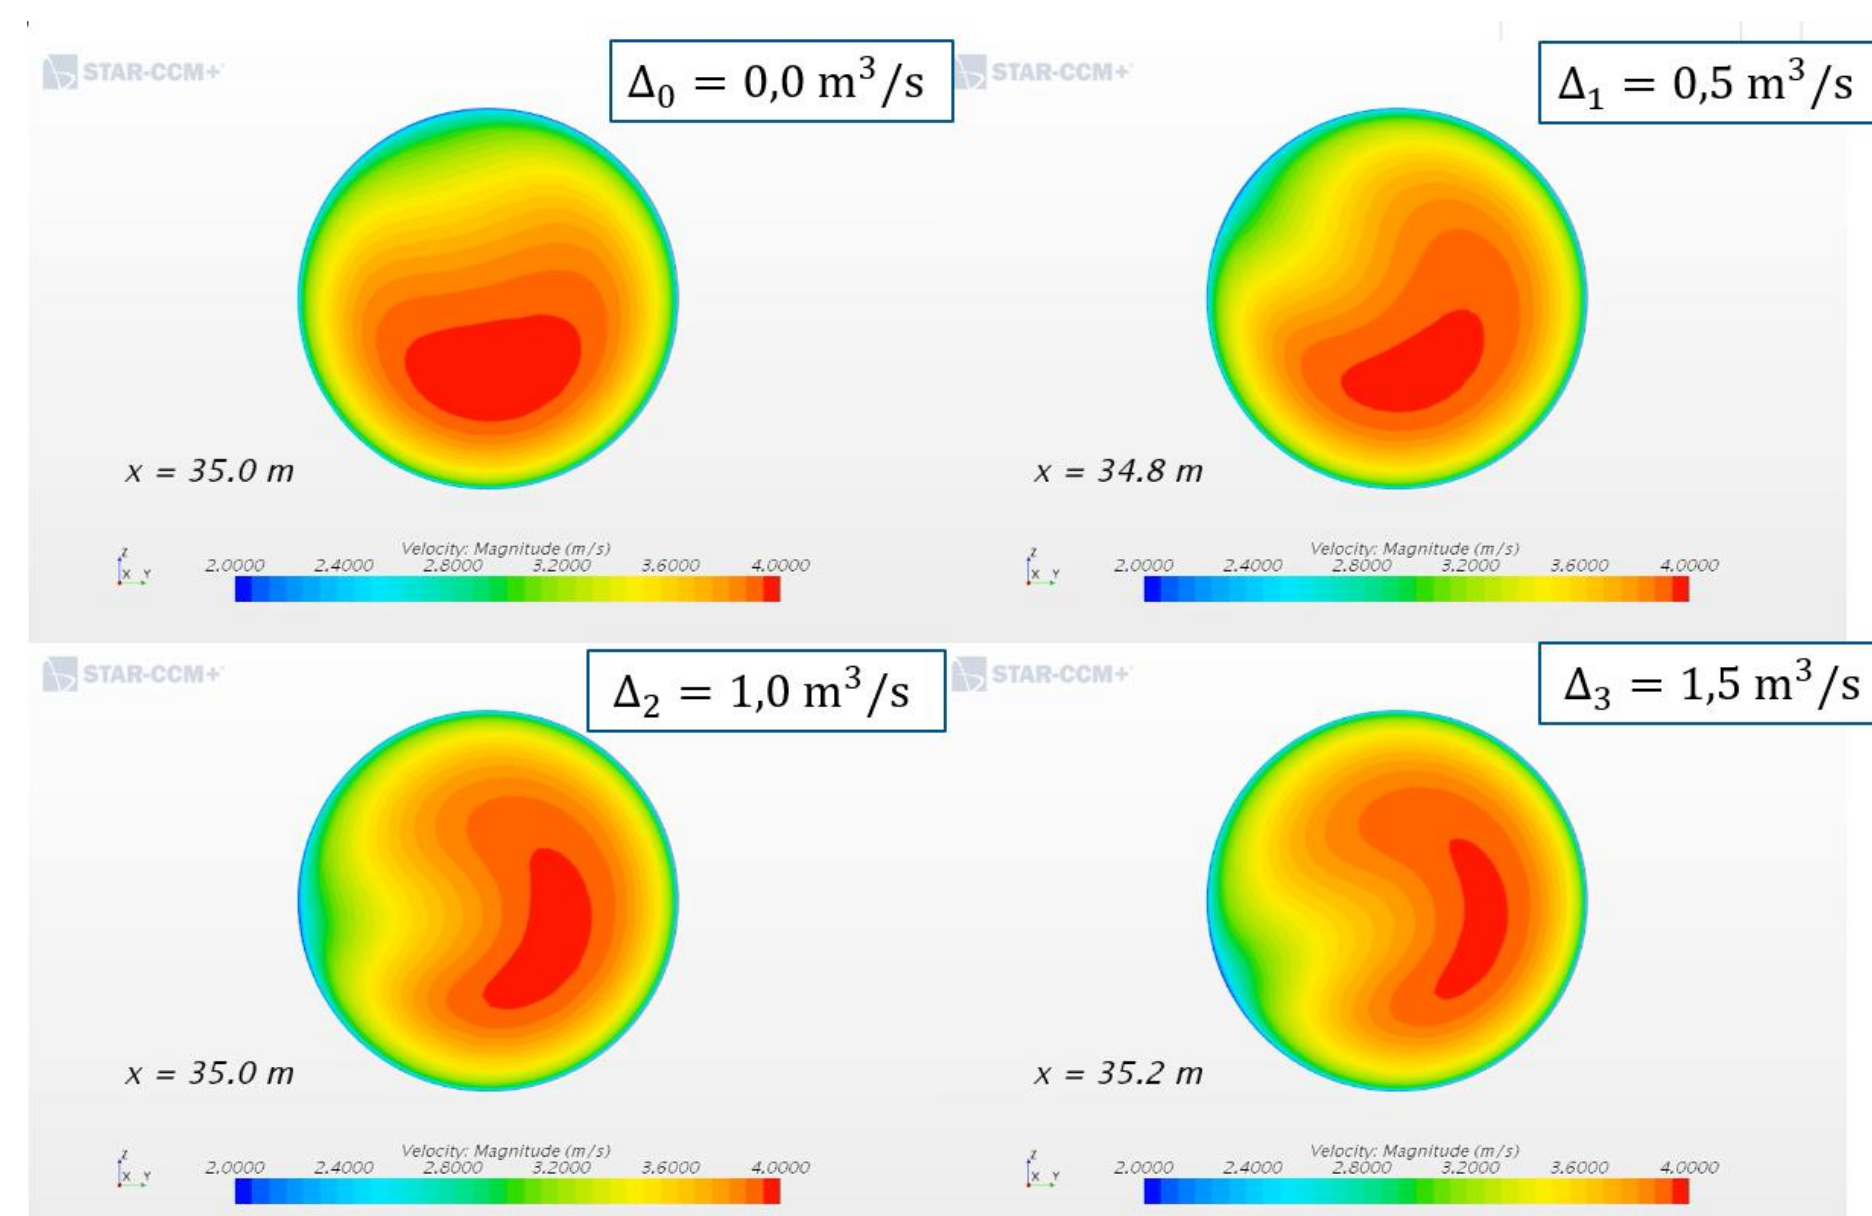 STAR-CCM+
Δ₀ = 0,0 m³/s
x = 35.0 m
Z
X Y
Velocity: Magnitude (m/s)
2.0000 2.4000 2.8000 3.2000 3.6000 4.0000
STAR-CCM+
Δ₁ = 0,5 m³/s
x = 34.8 m
Z
X Y
Velocity: Magnitude (m/s)
2.0000 2.4000 2.8000 3.2000 3.6000 4.0000
STAR-CCM+
Δ₂ = 1,0 m³/s
x = 35.0 m
Z
X Y
Velocity: Magnitude (m/s)
2.0000 2.4000 2.8000 3.2000 3.6000 4.0000
STAR-CCM+
Δ₃ = 1,5 m³/s
x = 35.2 m
Z
X Y
Velocity: Magnitude (m/s)
2.0000 2.4000 2.8000 3.2000 3.6000 4.0000